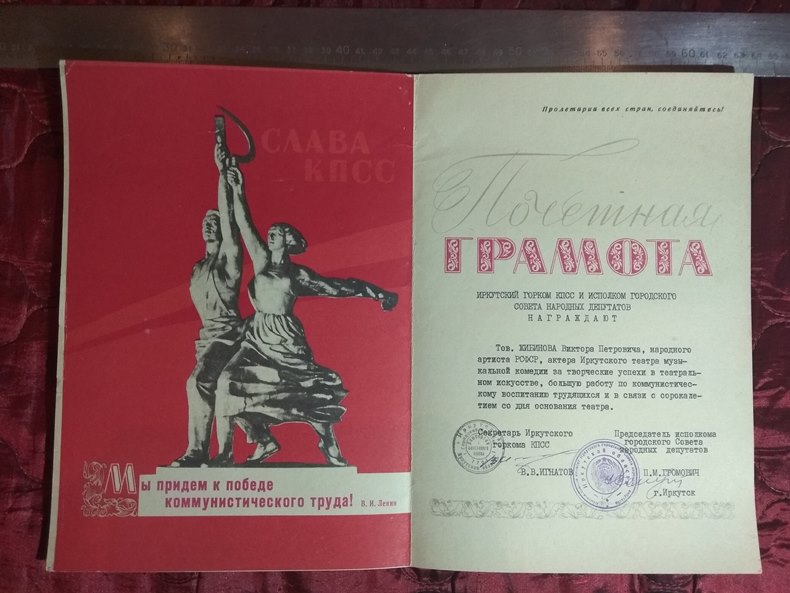 СЛАВА
КПСС
Мы придем к победе
коммунистического труда! В. И. Ленин
Пролетарии всех стран, соединяйтесь!
Почетная
ГРАМОТА
ИРКУТСКИЙ ГОРКОМ КПСС И ИСПОЛКОМ ГОРОДСКОГО
СОВЕТА НАРОДНЫХ ДЕПУТАТОВ
НАГРАЖДАЮТ
Тов. ЖИБИНОВА Виктора Петровича, народного
артиста РСФСР, актера Иркутского театра музы-
кальной комедии за творческие успехи в театраль-
ном искусстве, большую работу по коммунистичес-
кому воспитанию трудящихся и в связи с сорокале-
тием со дня основания театра.
Секретарь Иркутского
горкома КПСС
В.В.ИГНАТОВ
Председатель исполкома
городского Совета
народных депутатов
Н.М.ГРОМОВИЧ
г.Иркутск